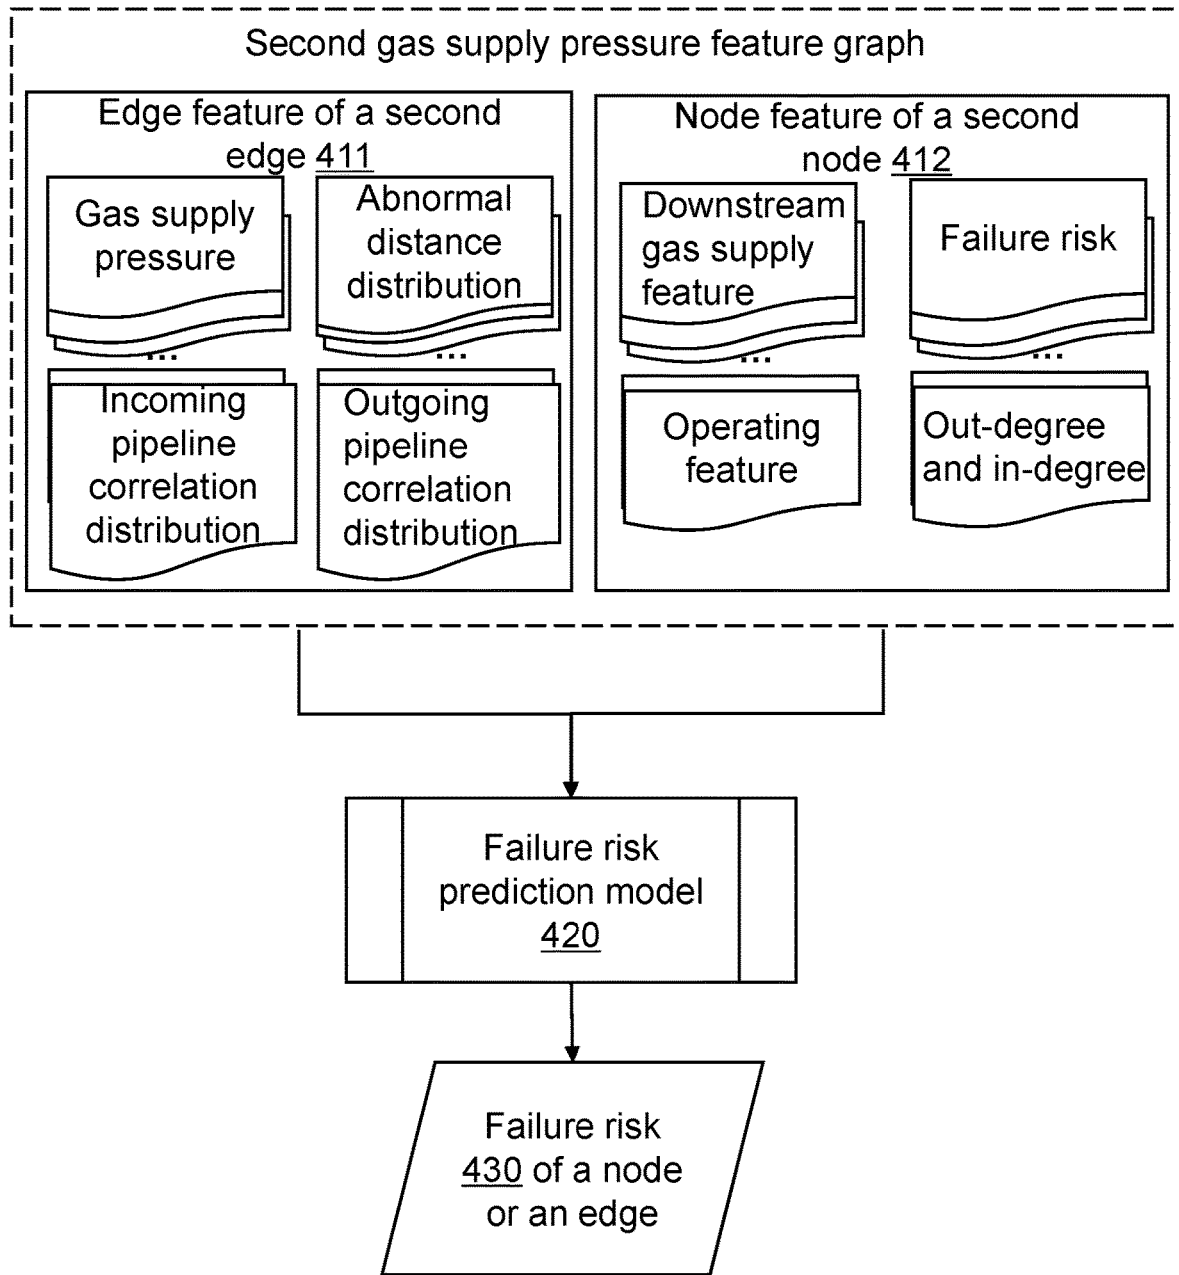 Second gas supply pressure feature graph
Edge feature of a second
edge 411
Gas supply
pressure
...
Abnormal
distance
distribution
...
Incoming
pipeline
correlation
distribution
Outgoing
pipeline
correlation
distribution
Node feature of a second
node 412
Downstream
gas supply
feature
...
Failure risk
...
Operating
feature
Out-degree
and in-degree
Failure risk
prediction model
420
Failure risk
430 of a node
or an edge